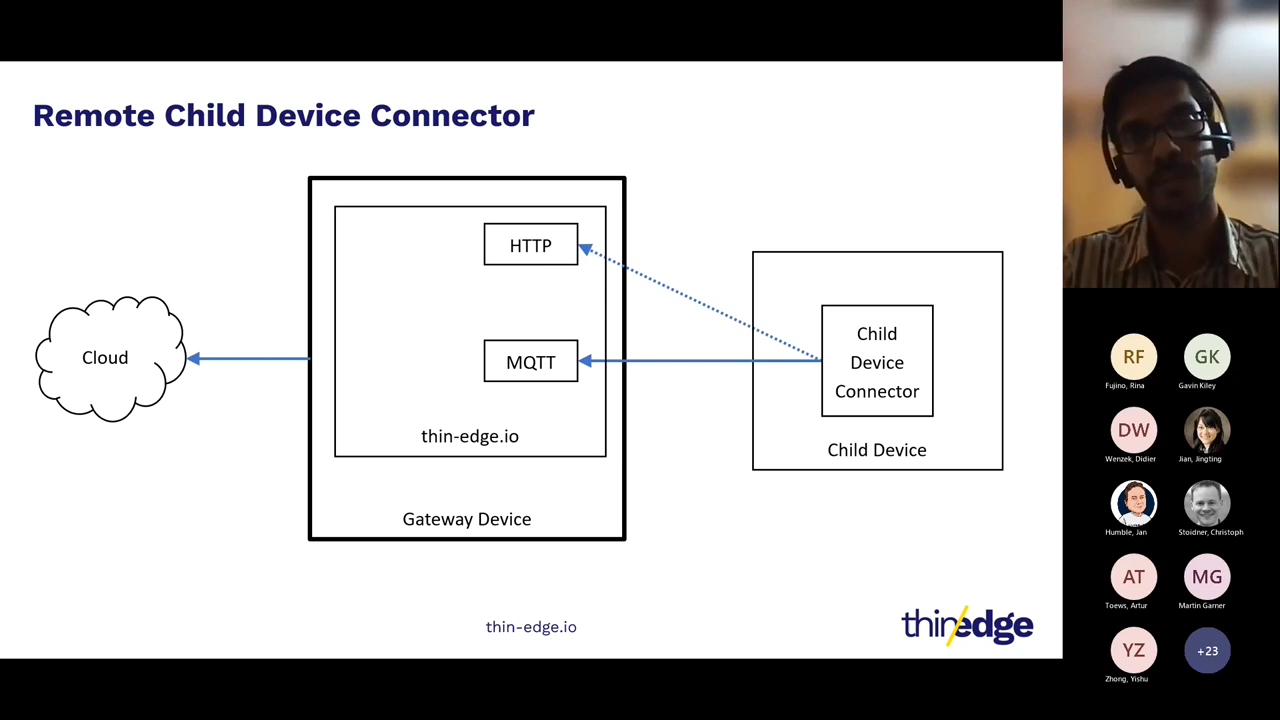 Remote Child Device Connector
HTTP
MQTT
thin-edge.io
Gateway Device
Cloud
Child
Device
Connector
Child Device
thin-edge.io
thin/edge
RF
Fujino, Rina
GK
Gavin Kiley
DW
Wenzek, Didier
Jian, Jingting
Humble, Jan
Stoidner, Christoph
AT
Toews, Artur
MG
Martin Garner
YZ
Zhong, Yishu
+23